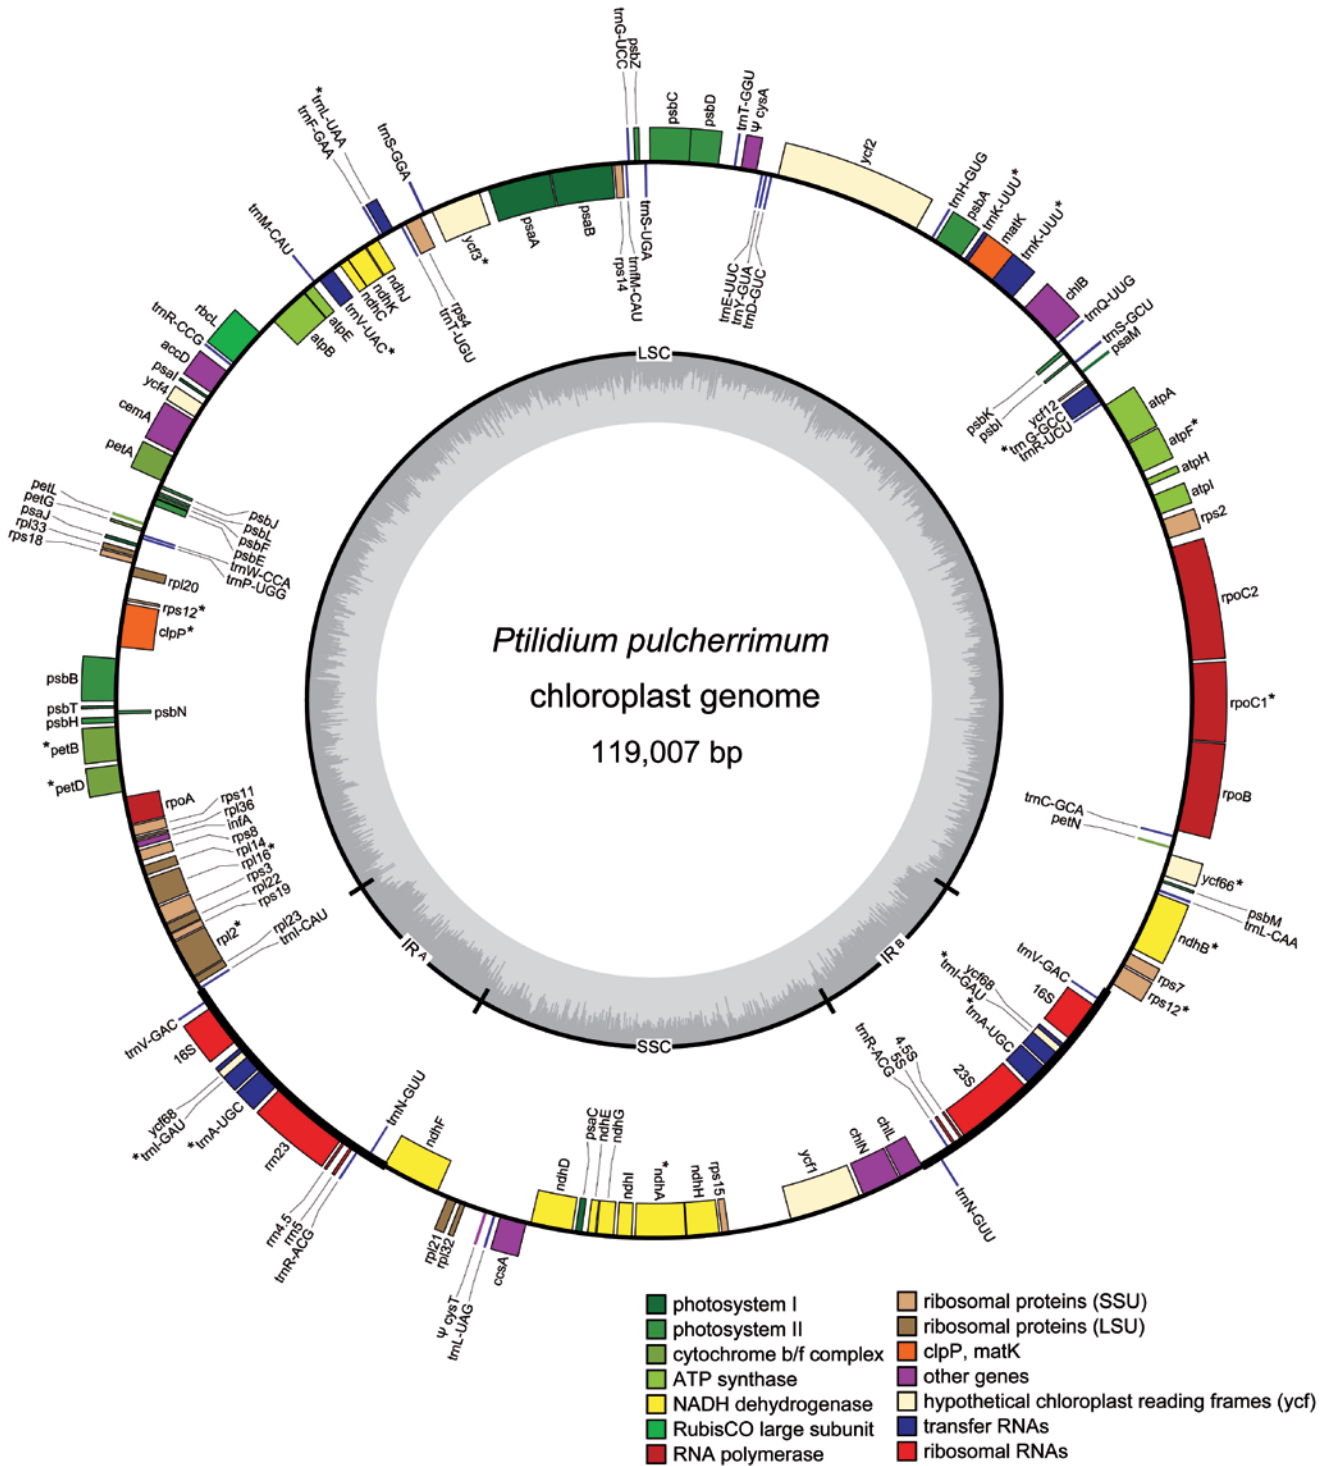 trnG-UCC
psbZ
psbC
psbD
trnT-GGU
Ψ cysA
ycf2
trnH-GUG
psbA
trnK-UUU*
matK
trnK-UUU*
chlB
trnQ-UUG
trnS-GCU
psaM
psbK
psbI
ycf12
*trnG-GCC
trnR-UCU
atpA
atpF*
atpH
atpI
rps2
rpoC2
rpoC1*
rpoB
trnC-GCA
petN
ycf66*
psbM
trnL-CAA
ndhB*
rps7
rps12*
trnV-GAC
16S
ycf68
*trnI-GAU
*trnA-UGC
23S
4.5S
5S
trnR-ACG
trnN-GUU
chlL
chlN
ycf1
rps15
ndhH
ndhA*
ndhI
ndhG
ndhE
psaC
ndhD
ccsA
trnL-UAG
Ψ cysT
rpl32
rpl21
ndhF
trnN-GUU
trnR-ACG
rrn5
rrn4.5
rrn23
*trnA-UGC
*trnI-GAU
ycf68
16S
trnV-GAC
trnI-CAU
rpl23
rpl2*
rps19
rpl22
rps3
rpl16*
rpl14
rps8
infA
rpl36
rps11
rpoA
*petD
*petB
psbH
psbN
psbT
psbB
clpP*
rps12*
rpl20
rps18
rpl33
psaJ
petG
petL
trnP-UGG
trnW-CCA
psbE
psbF
psbL
psbJ
petA
cemA
ycf4
psaI
accD
trnR-CCG
rbcL
atpB
atpE
trnV-UAC*
trnM-CAU
ndhC
ndhK
ndhJ
trnF-GAA
*trnL-UAA
trnS-GGA
trnT-UGU
rps4
ycf3*
psaA
psaB
rps14
trnfM-CAU
trnS-UGA
trnE-UUC
trnY-GUA
trnD-GUC
LSC
IR A
IR B
SSC
Ptilidium pulcherrimum
chloroplast genome
119,007 bp
photosystem I
photosystem II
cytochrome b/f complex
ATP synthase
NADH dehydrogenase
RubisCO large subunit
RNA polymerase
ribosomal proteins (SSU)
ribosomal proteins (LSU)
clpP, matK
other genes
hypothetical chloroplast reading frames (ycf)
transfer RNAs
ribosomal RNAs